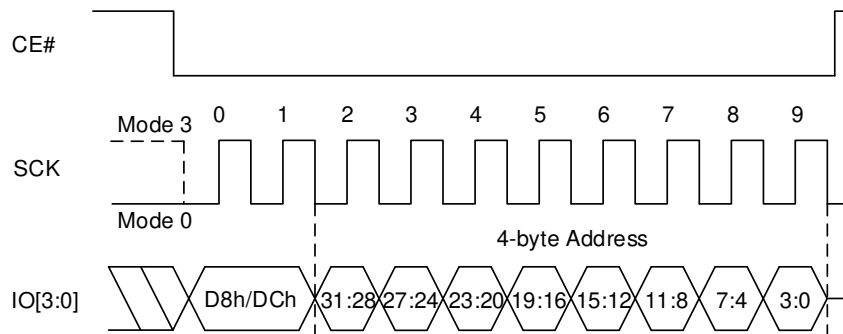 CE#
Mode 3 0 1 2 3 4 5 6 7 8 9
SCK
Mode 0
4-byte Address
IO[3:0] D8h/DCh 31:28 27:24 23:20 19:16 15:12 11:8 7:4 3:0